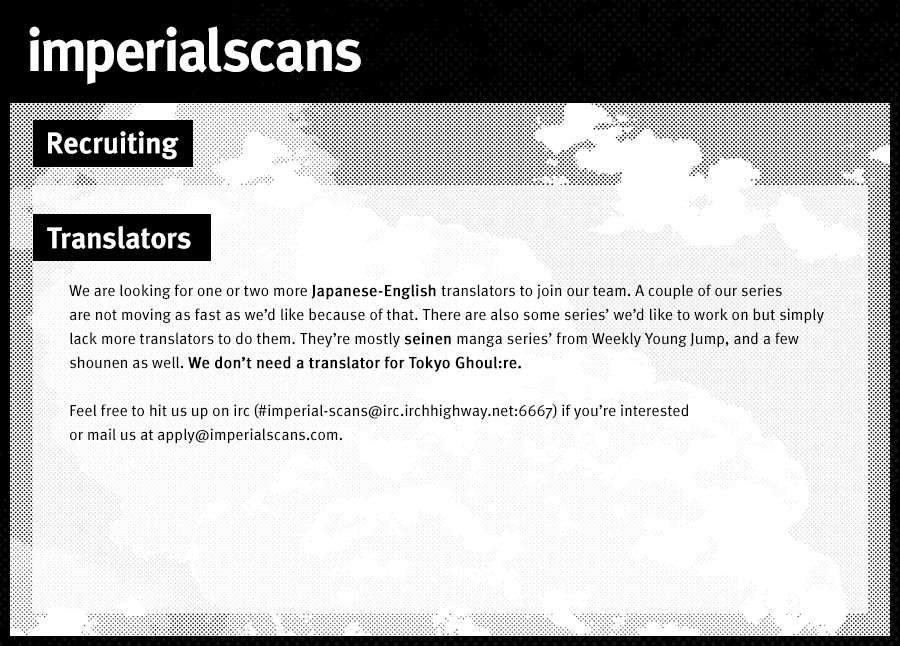 imperialscans
Recruiting
Translators
We are looking for one or two more Japanese-English translators to join our team. A couple of our series
are not moving as fast as we’d like because of that. There are also some series’ we’d like to work on but simply
lack more translators to do them. They’re mostly seinen manga series’ from Weekly Young Jump, and a few
shounen as well. We don’t need a translator for Tokyo Ghoul:re.
Feel free to hit us up on irc (#imperial-scans@irc.irchhighway.net:6667) if you’re interested
or mail us at apply@imperialscans.com.